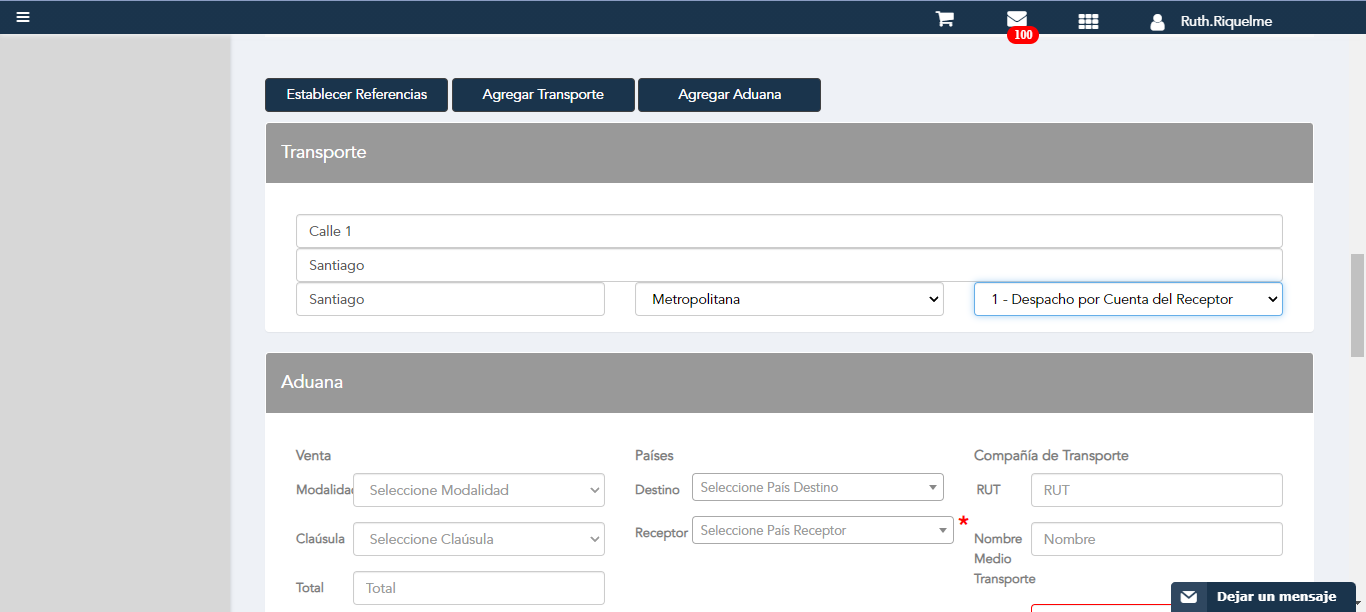 Ruth.Riquelme
100
Establecer Referencias Agregar Transporte Agregar Aduana
Transporte
Calle 1
Santiago
Santiago Metropolitana 1 - Despacho por Cuenta del Receptor
Aduana
Venta Países Compañía de Transporte
Modalidad Seleccione Modalidad Destino Seleccione País Destino RUT RUT
Receptor Seleccione País Receptor *
Claúsula Seleccione Claúsula Nombre Medio Transporte Nombre
Total Total
Dejar un mensaje